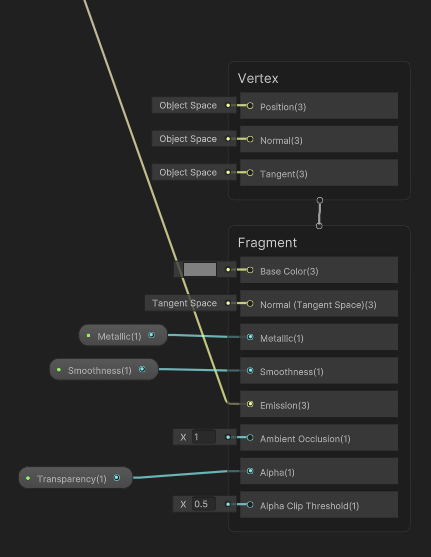 Vertex
Object Space Position(3)
Object Space Normal(3)
Object Space Tangent(3)
Fragment
Base Color(3)
Tangent Space Normal (Tangent Space)(3)
Metallic(1) Metallic(1)
Smoothness(1) Smoothness(1)
Emission(3)
X 1 Ambient Occlusion(1)
Transparency(1) Alpha(1)
X 0.5 Alpha Clip Threshold(1)